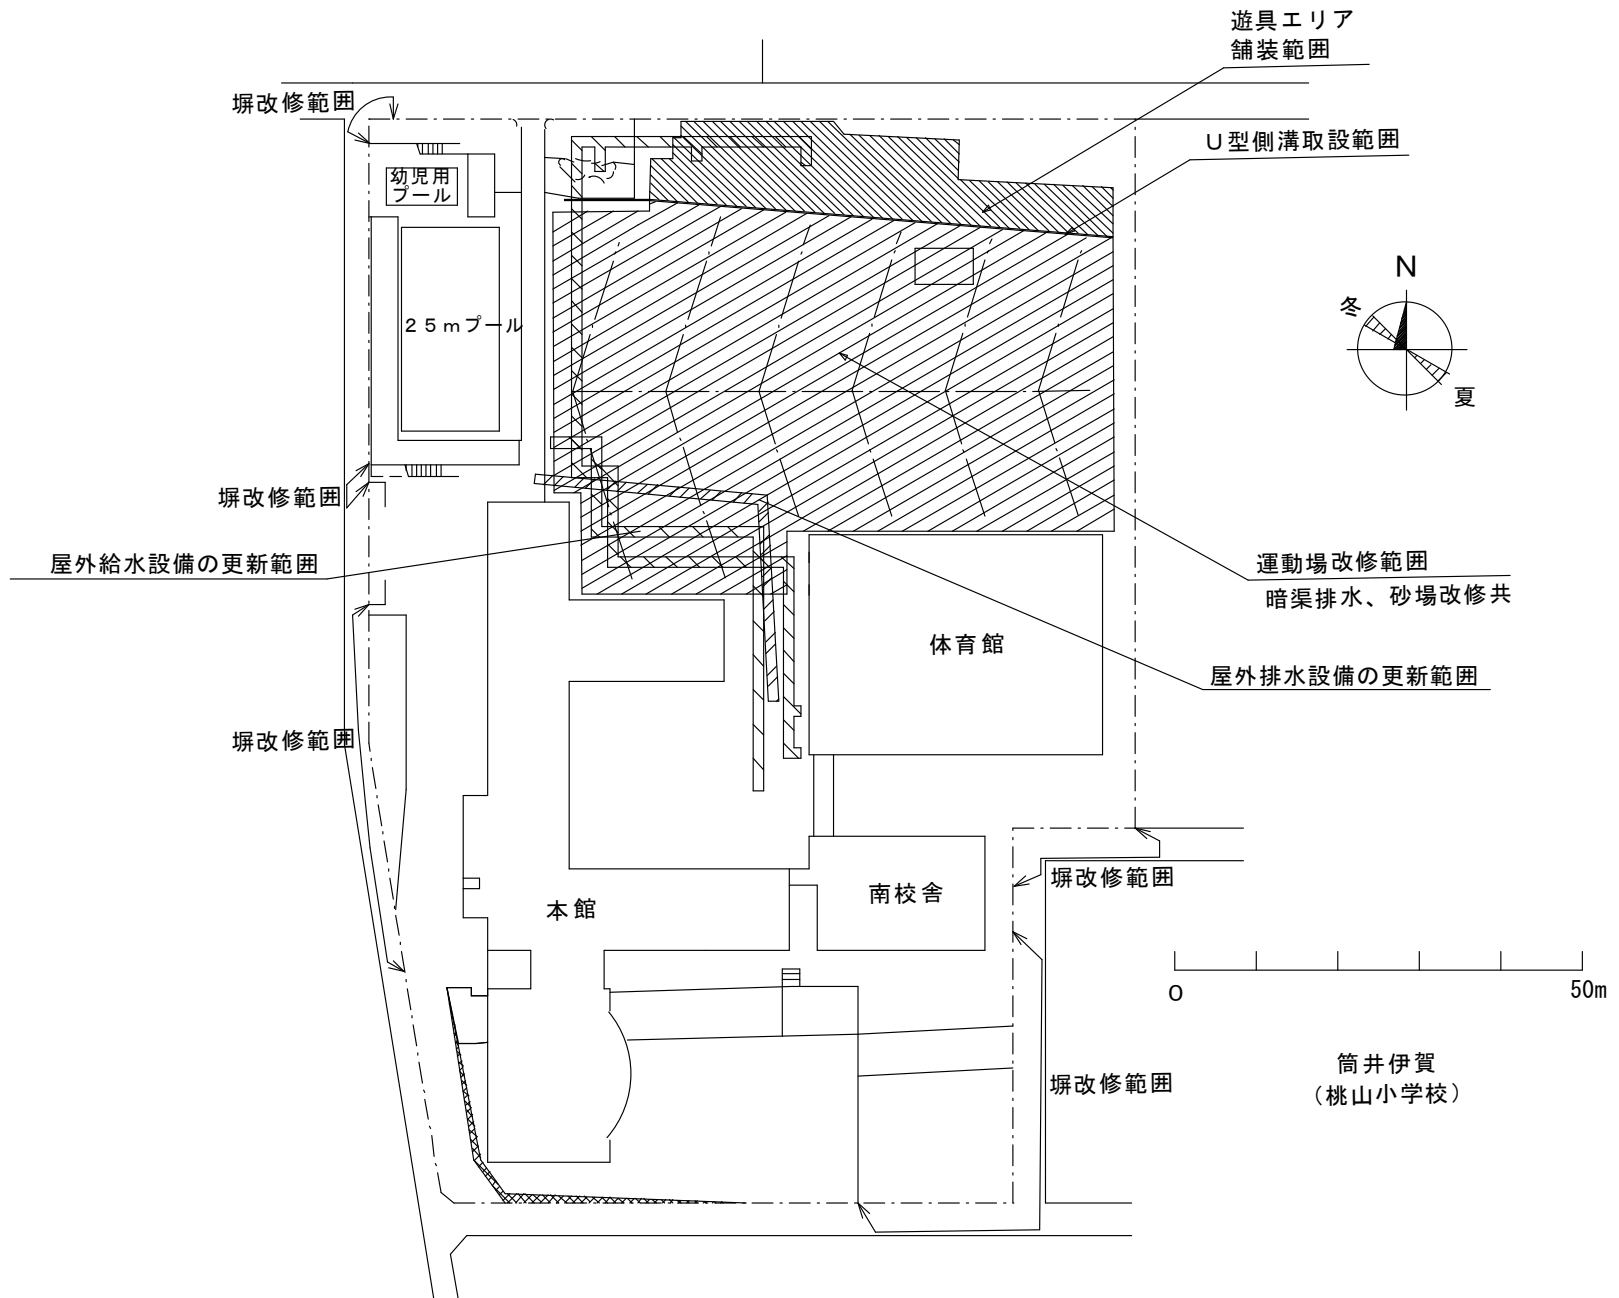 遊具エリア
舗装範囲
塀改修範囲
U型側溝取設範囲
幼児用
プール
N
冬
夏
25mプール
塀改修範囲
屋外給水設備の更新範囲
運動場改修範囲
暗渠排水、砂場改修共
体育館
屋外排水設備の更新範囲
塀改修範囲
塀改修範囲
南校舎
本館
0
50m
筒井伊賀
(桃山小学校)
塀改修範囲